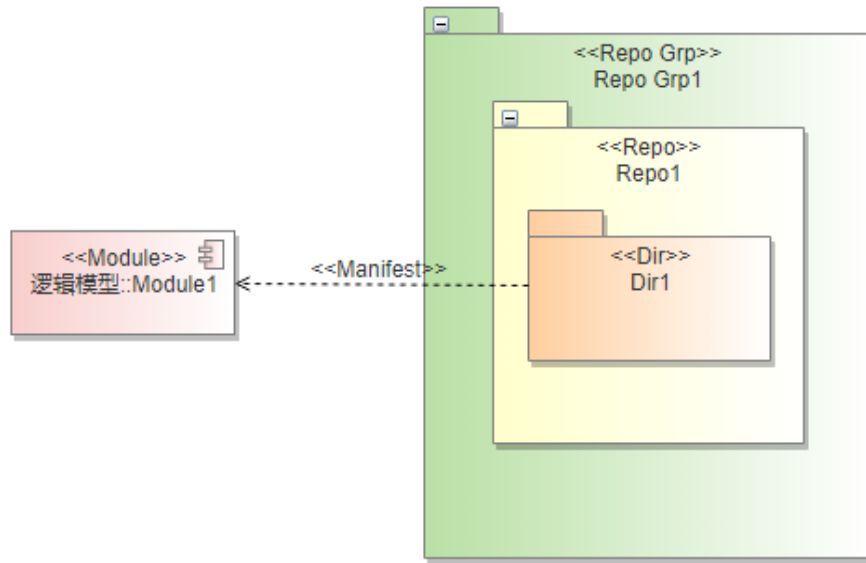 <<Repo Grp>>
Repo Grp1
<<Repo>>
Repo1
<<Module>>
逻辑模型::Module1
<<Manifest>>
<<Dir>>
Dir1